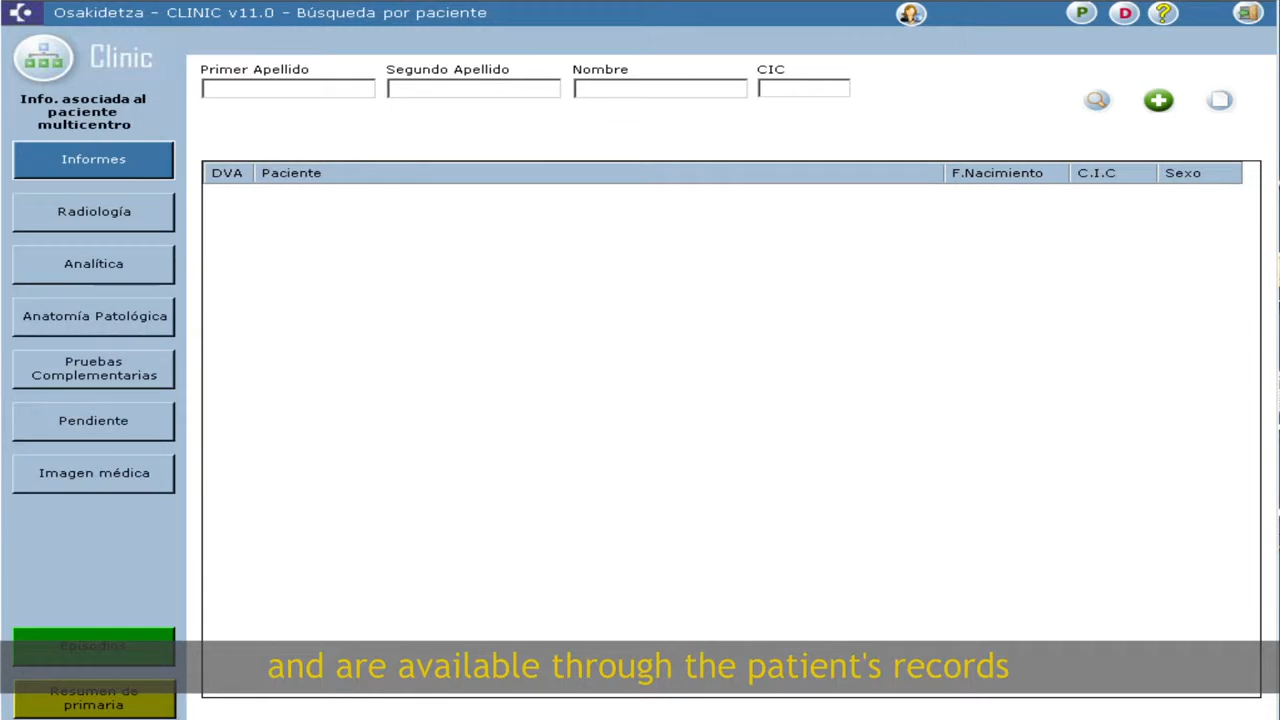 Osakidetza - CLINIC v11.0 - Búsqueda por paciente
P D ?
Clinic
Info. asociada al
paciente
multicentro
Informes
Radiología
Analítica
Anatomía Patológica
Pruebas
Complementarias
Pendiente
Imagen médica
Episodios
Resumen de
primaria
Primer Apellido Segundo Apellido Nombre CIC
DVA Paciente F.Nacimiento C.I.C Sexo
and are available through the patient's records